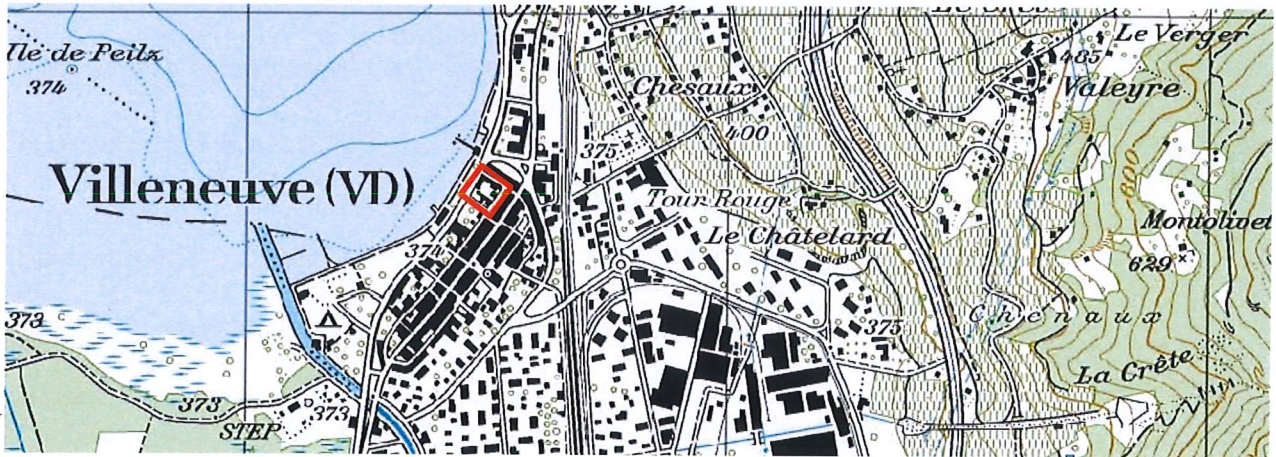 Ile de Peilz
374
Le Verger
485
Valeyre
Chesaux
400
375
Villeneuve (VD)
Tour Rouge
600
Montolivet
374
Le Châtelard
629
373
375
Chenaux
La Crête
373
373
STEP